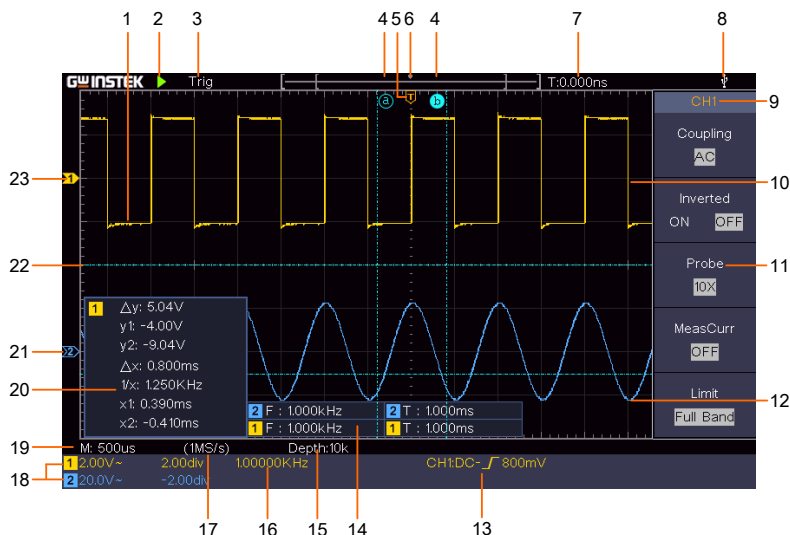 1 2 3 4 5 6 4 7 8
GW INSTEK Trig T T:0.000ns
a T b
CH1 9
Coupling
AC
23 1 10
Inverted
ON OFF
22 Probe 11
10X
1 Δy: 5.04V
y1: -4.00V
y2: -9.04V
MeasCurr
OFF
21 2
Δx: 0.800ms
20 1/x: 1.250KHz
x1: 0.390ms
x2: -0.410ms
Limit
Full Band 12
2 F : 1.000kHz 2 T : 1.000ms
1 F : 1.000kHz 1 T : 1.000ms
19 M: 500us (1MS/s) Depth:10k
18 1 2.00V~ 2.00div 1.00000KHz CH1:DC- 800mV
2 20.0V~ -2.00div
17 16 15 14 13